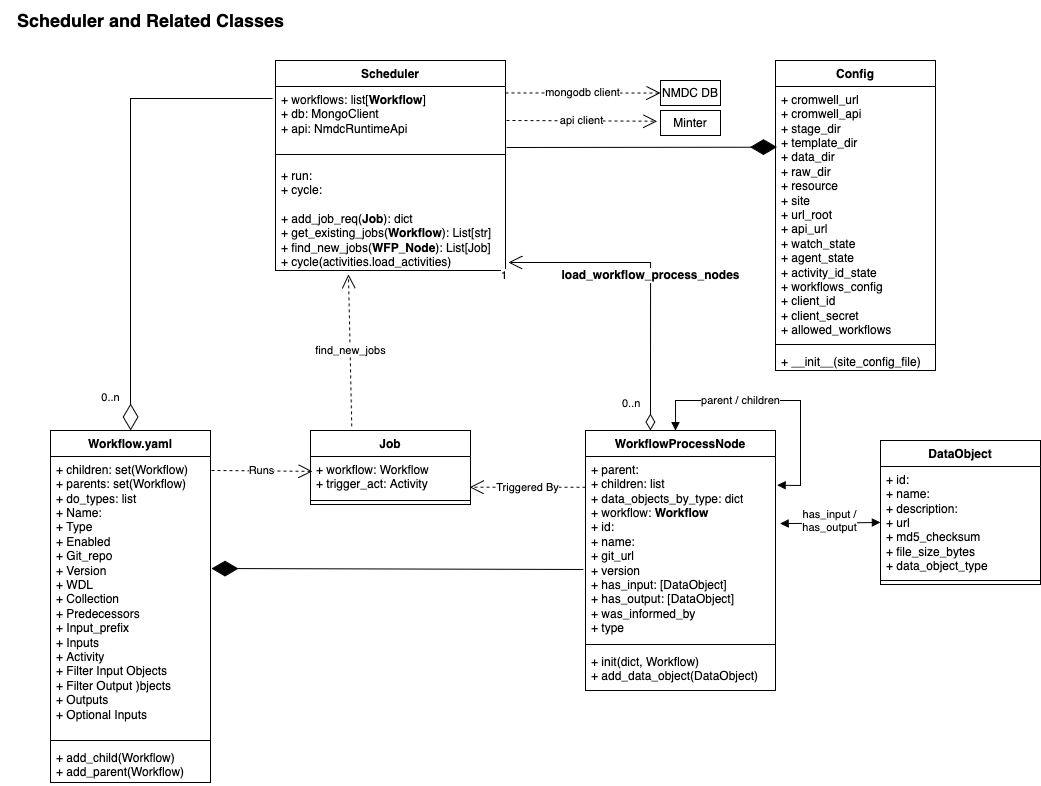 Scheduler and Related Classes
Scheduler
+ workflows: list[Workflow]
+ db: MongoClient
+ api: NmdcRuntimeApi
+ run:
+ cycle:
+ add_job_req(Job): dict
+ get_existing_jobs(Workflow): List[str]
+ find_new_jobs(WFP_Node): List[Job]
+ cycle(activities.load_activities)
mongodb client
NMDC DB
api client
Minter
Config
+ cromwell_url
+ cromwell_api
+ stage_dir
+ template_dir
+ data_dir
+ raw_dir
+ resource
+ site
+ url_root
+ api_url
+ watch_state
+ agent_state
+ activity_id_state
+ workflows_config
+ client_id
+ client_secret
+ allowed_workflows
+ __init__(site_config_file)
1
load_workflow_process_nodes
find_new_jobs
0..n
0..n
parent / children
Workflow.yaml
+ children: set(Workflow)
+ parents: set(Workflow)
+ do_types: list
+ Name:
+ Type
+ Enabled
+ Git_repo
+ Version
+ WDL
+ Collection
+ Predecessors
+ Input_prefix
+ Inputs
+ Activity
+ Filter Input Objects
+ Filter Output )bjects
+ Outputs
+ Optional Inputs
+ add_child(Workflow)
+ add_parent(Workflow)
Runs
Job
+ workflow: Workflow
+ trigger_act: Activity
Triggered By
WorkflowProcessNode
+ parent:
+ children: list
+ data_objects_by_type: dict
+ workflow: Workflow
+ id:
+ name:
+ git_url
+ version
+ has_input: [DataObject]
+ has_output: [DataObject]
+ was_informed_by
+ type
+ init(dict, Workflow)
+ add_data_object(DataObject)
has_input /
has_output
DataObject
+ id:
+ name:
+ description:
+ url
+ md5_checksum
+ file_size_bytes
+ data_object_type